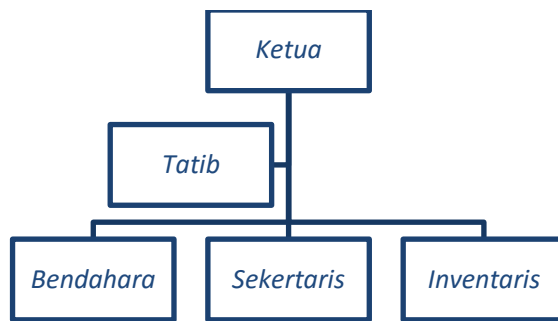 Ketua
Tatib
Bendahara
Sekertaris
Inventaris